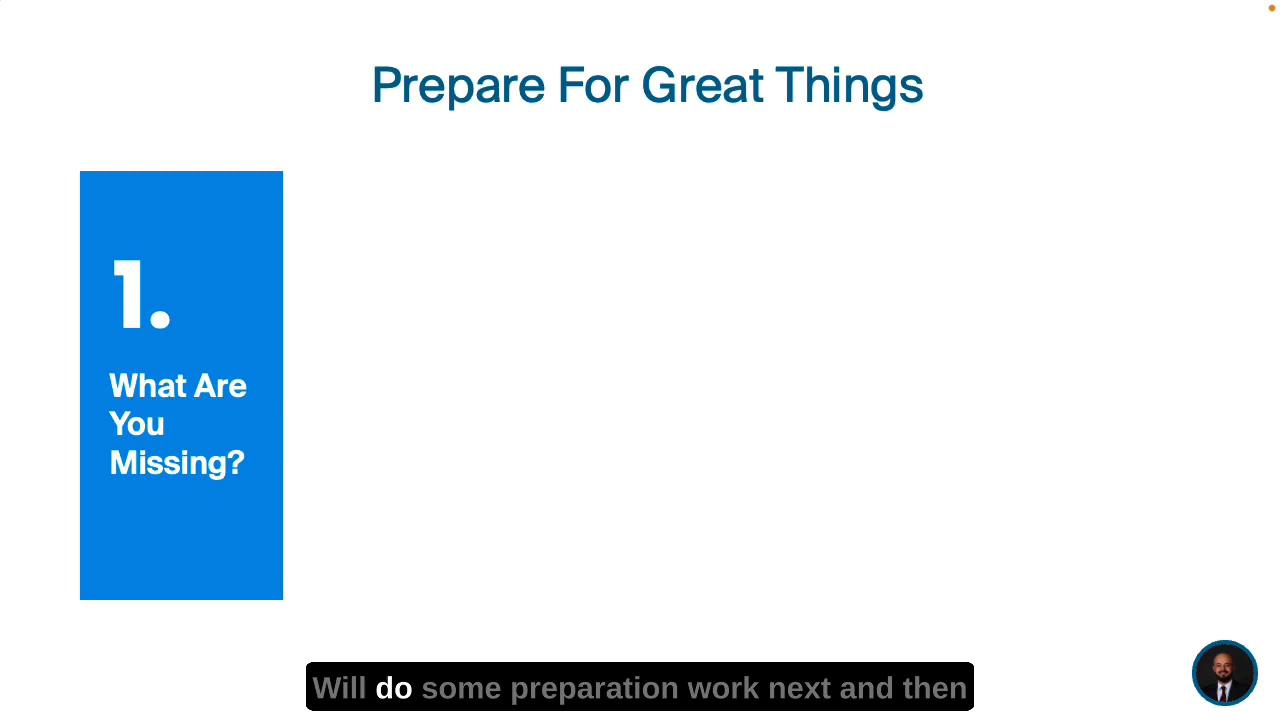 Prepare For Great Things
1.
What Are
You
Missing?
Will do some preparation work next and then